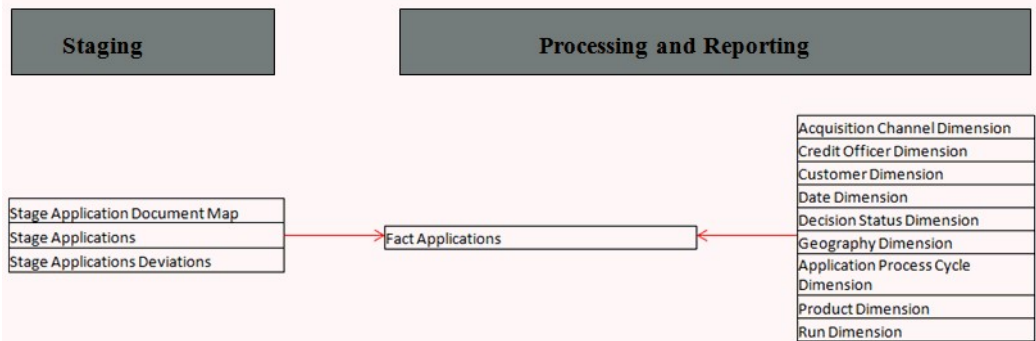 Staging
Processing and Reporting
Stage Application Document Map
Stage Applications
Stage Applications Deviations
Fact Applications
Acquisition Channel Dimension
Credit Officer Dimension
Customer Dimension
Date Dimension
Decision Status Dimension
Geography Dimension
Application Process Cycle
Dimension
Product Dimension
Run Dimension